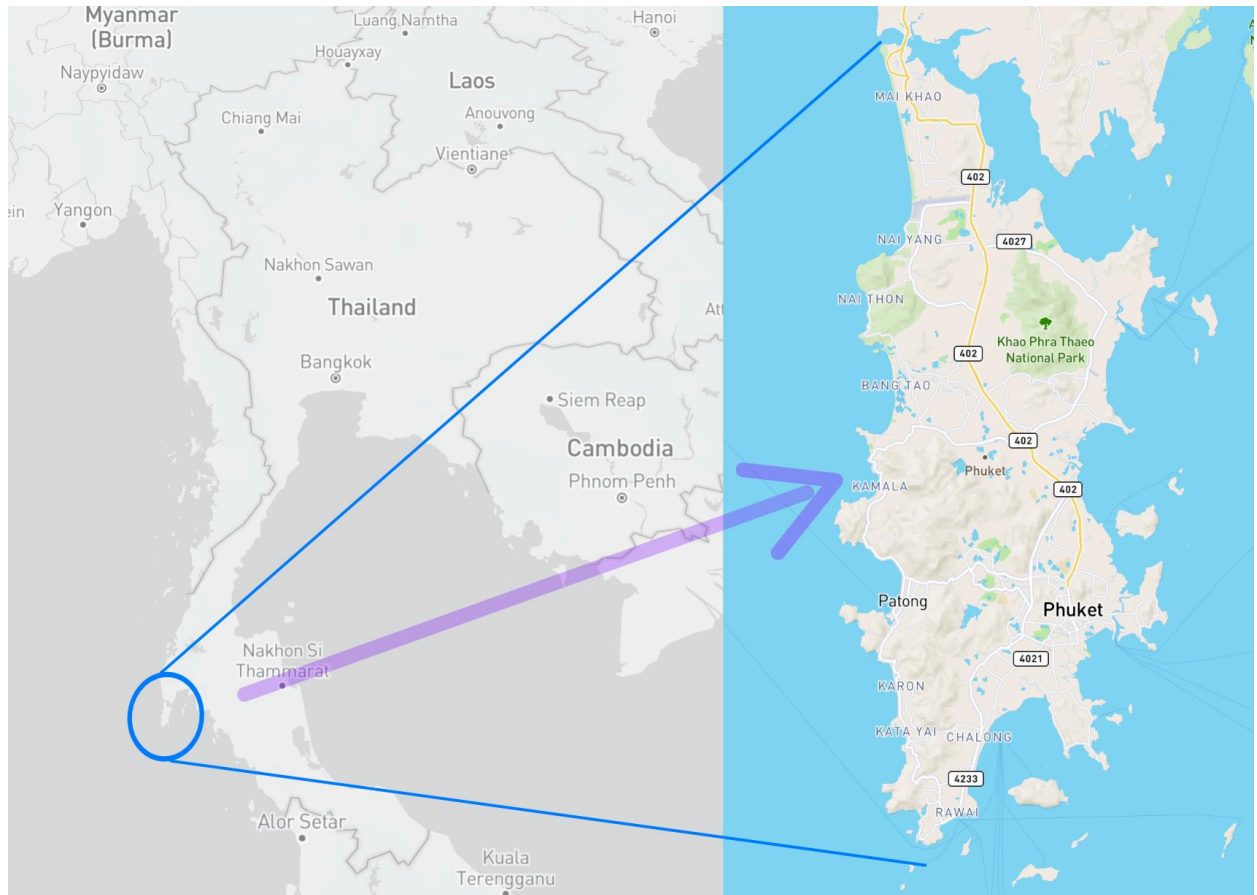 Myanmar
(Burma)
Luang Namtha
Hanoi
Houayxay
Naypyidaw
Laos
Chiang Mai
Anouvong
Vientiane
Yangon
Nakhon Sawan
Thailand
Bangkok
Siem Reap
Cambodia
Phnom Penh
Nakhon Si
Thammarat
Alor Setar
Kuala
Terengganu
MAI KHAO
402
NAI YANG
4027
NAI THON
Khao Phra Thaeo
National Park
402
BANG TAO
402
Phuket
KAMALA
402
Patong
Phuket
4021
KARON
KATA YAI
CHALONG
4233
RAWAI